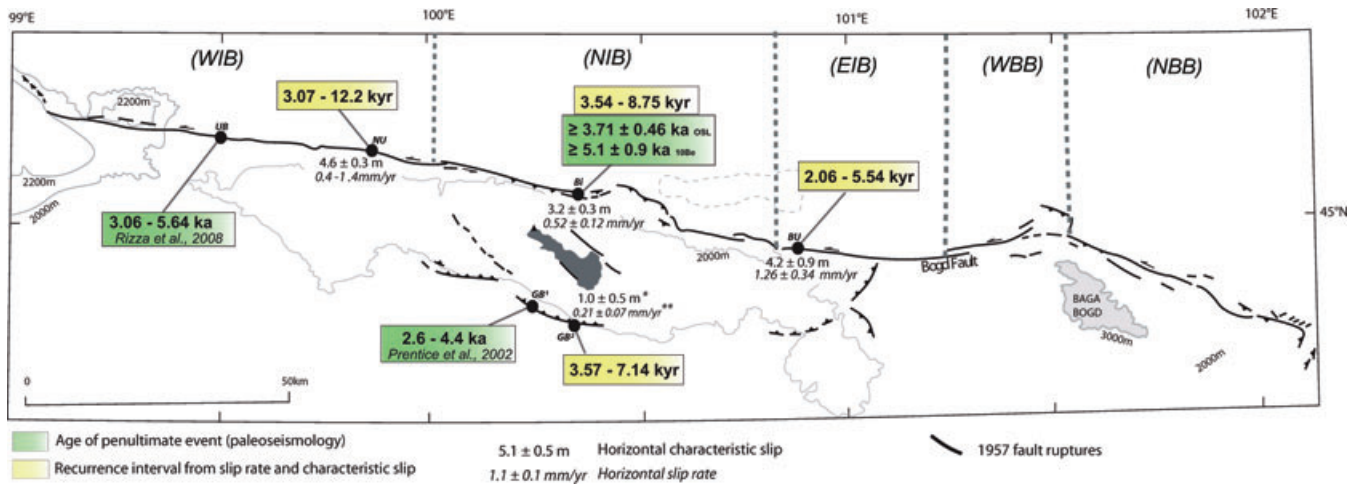 99°E
100°E
101°E
102°E
(WIB)
(NIB)
(EIB)
(WBB)
(NBB)
2200m
UB
3.07 - 12.2 kyr
NU
4.6 ± 0.3 m
0.4 -1.4mm/yr
3.54 - 8.75 kyr
≥ 3.71 ± 0.46 ka OSL
≥ 5.1 ± 0.9 ka 10Be
Bi
3.2 ± 0.3 m
0.52 ± 0.12 mm/yr
2.06 - 5.54 kyr
BU
4.2 ± 0.9 m
1.26 ± 0.34 mm/yr
45°N
2200m
2000m
3.06 - 5.64 ka
Rizza et al., 2008
2000m
Bogd Fault
1.0 ± 0.5 m *
0.21 ± 0.07 mm/yr**
GB¹
GB²
2.6 - 4.4 ka
Prentice et al., 2002
3.57 - 7.14 kyr
BAGA
BOGD
3000m
2000m
0
50km
Age of penultimate event (paleoseismology)
Recurrence interval from slip rate and characteristic slip
5.1 ± 0.5 m
Horizontal characteristic slip
1.1 ± 0.1 mm/yr
Horizontal slip rate
1957 fault ruptures